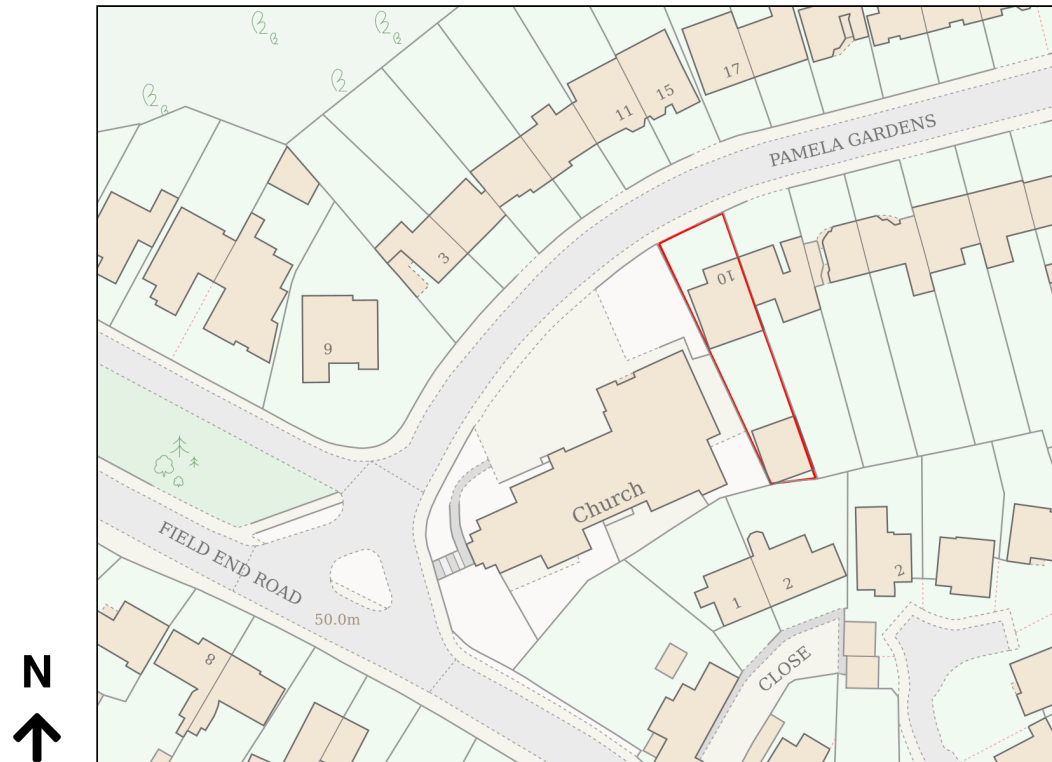 17
15
11
PAMELA GARDENS
3
10
9
Church
FIELD END ROAD
2
2
1
50.0m
8
CLOSE
N